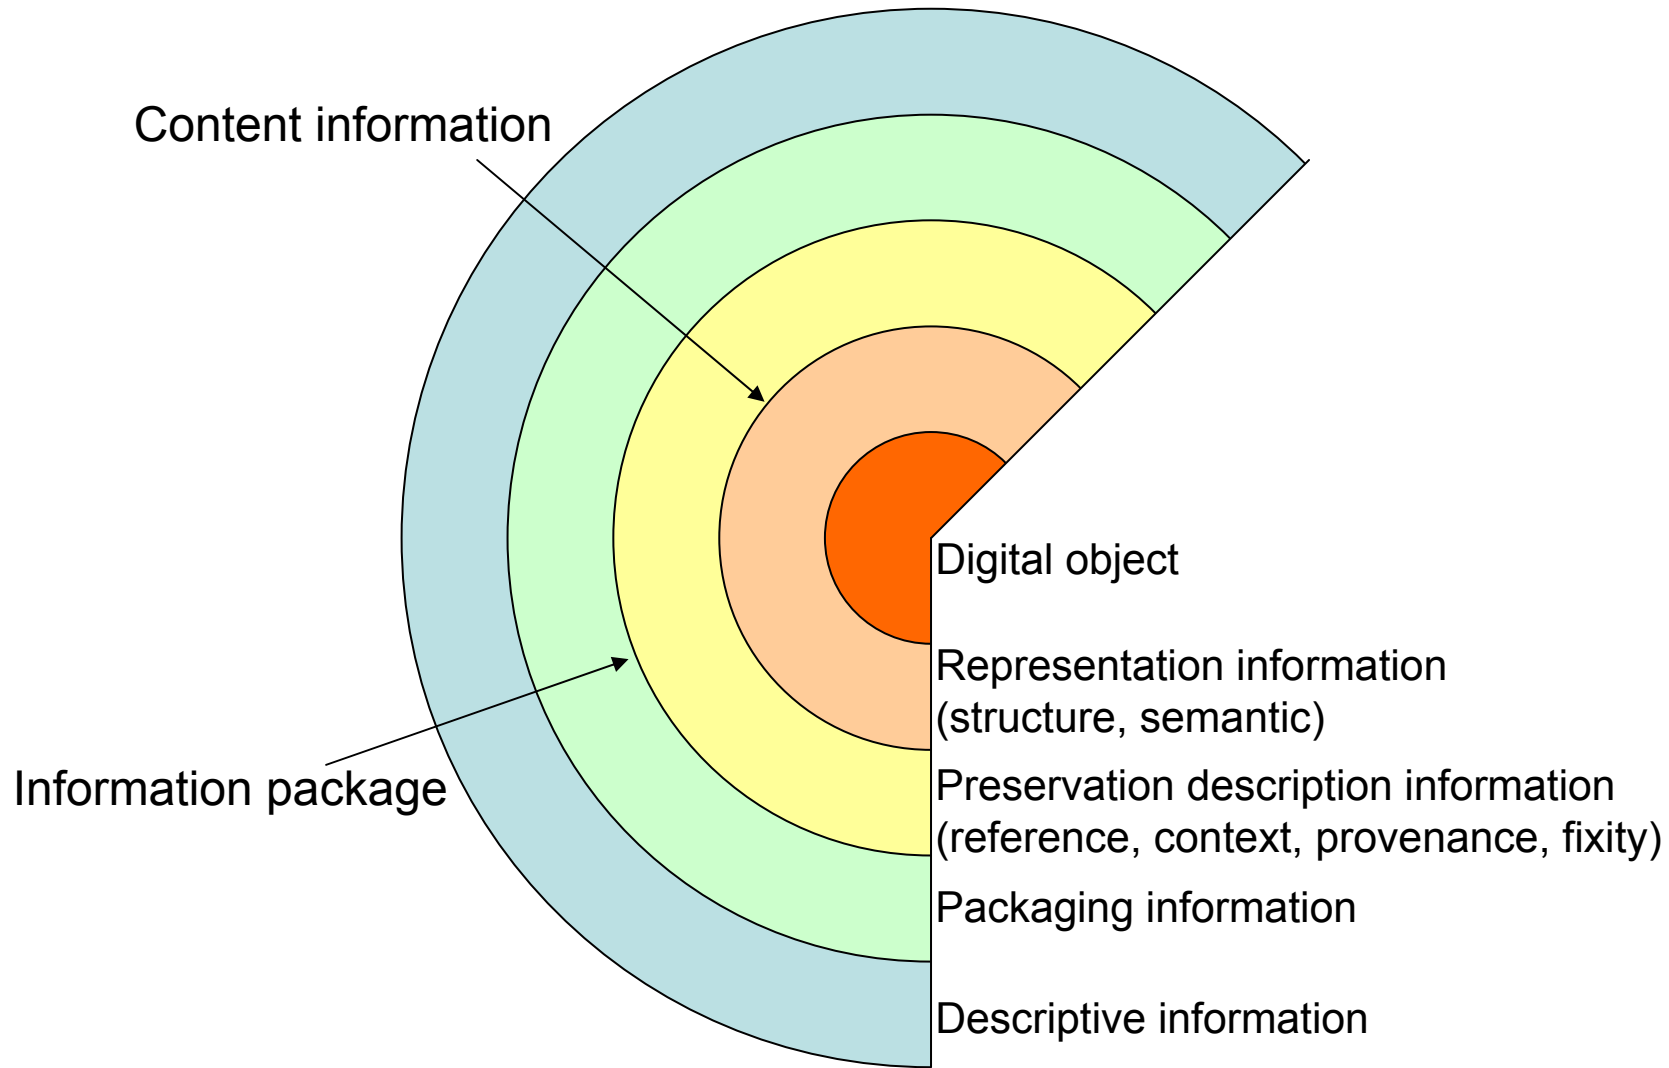 Content information
Digital object
Representation information
(structure, semantic)
Information package
Preservation description information
(reference, context, provenance, fixity)
Packaging information
Descriptive information